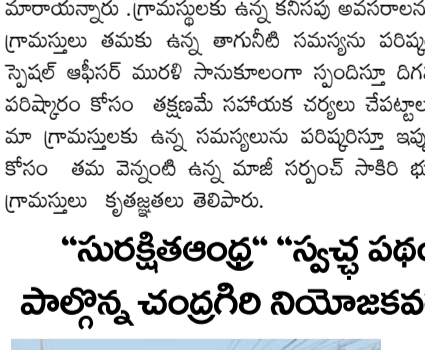 మారాయన్నారు .గ్రామస్థులకు ఉన్న కనీసపు అవసరాలన
గ్రామస్తులు తమకు ఉన్న తాగునీటి సమస్యను పరిష్క
స్పెషల్ ఆఫీసర్ మురళి సానుకూలంగా స్పందిస్తూ దిగ
పరిష్కారం కోసం తక్షణమే సహాయక చర్యలు చేపట్టాల
మా గ్రామస్తులకు ఉన్న సమస్యలును పరిష్కరిస్తూ ఇప్పు
కోసం తమ వెన్నంటి ఉన్న మాజీ సర్పంచ్ సాకిరి భ
గ్రామస్తులు కృతజ్ఞతలు తెలిపారు.
“సురక్షితఆంధ్ర“ “స్వచ్ఛ పథం
పాల్గొన్న చంద్రగిరి నియోజకవ